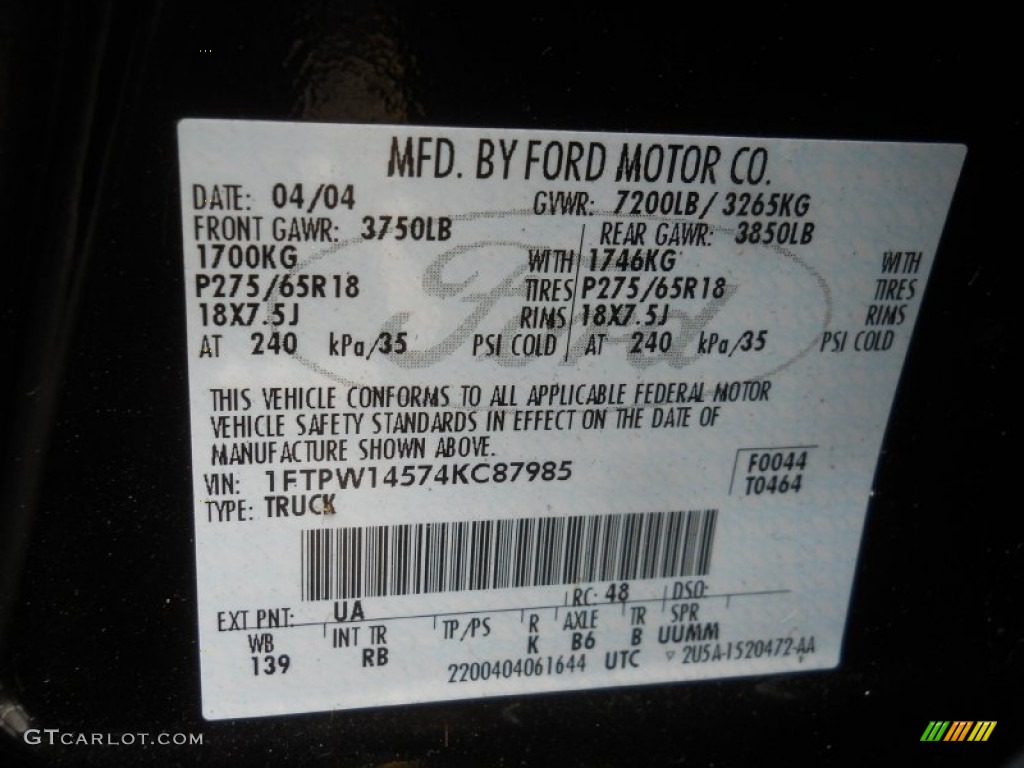 MFD. BY FORD MOTOR CO.
DATE: 04/04 GVWR: 7200LB/ 3265KG
FRONT GAWR: 3750LB REAR GAWR: 3850LB
1700KG WITH 1746KG WITH
P275/65R18 TIRES P275/65R18 TIRES
18X7.5J RIMS 18X7.5J RIMS
AT 240 kPa/35 PSI COLD AT 240 kPa/35 PSI COLD
Ford
THIS VEHICLE CONFORMS TO ALL APPLICABLE FEDERAL MOTOR
VEHICLE SAFETY STANDARDS IN EFFECT ON THE DATE OF
MANUFACTURE SHOWN ABOVE.
VIN: 1FTPW14574KC87985 F0044
TYPE: TRUCK T0464
EXT PNT: UA RC: 48 DSO:
WB INT TR TP/PS R AXLE TR SPR
139 RB K B6 B UUMM
2200404061644 UTC 2U5A-1520472-AA
GTCARLOT.COM